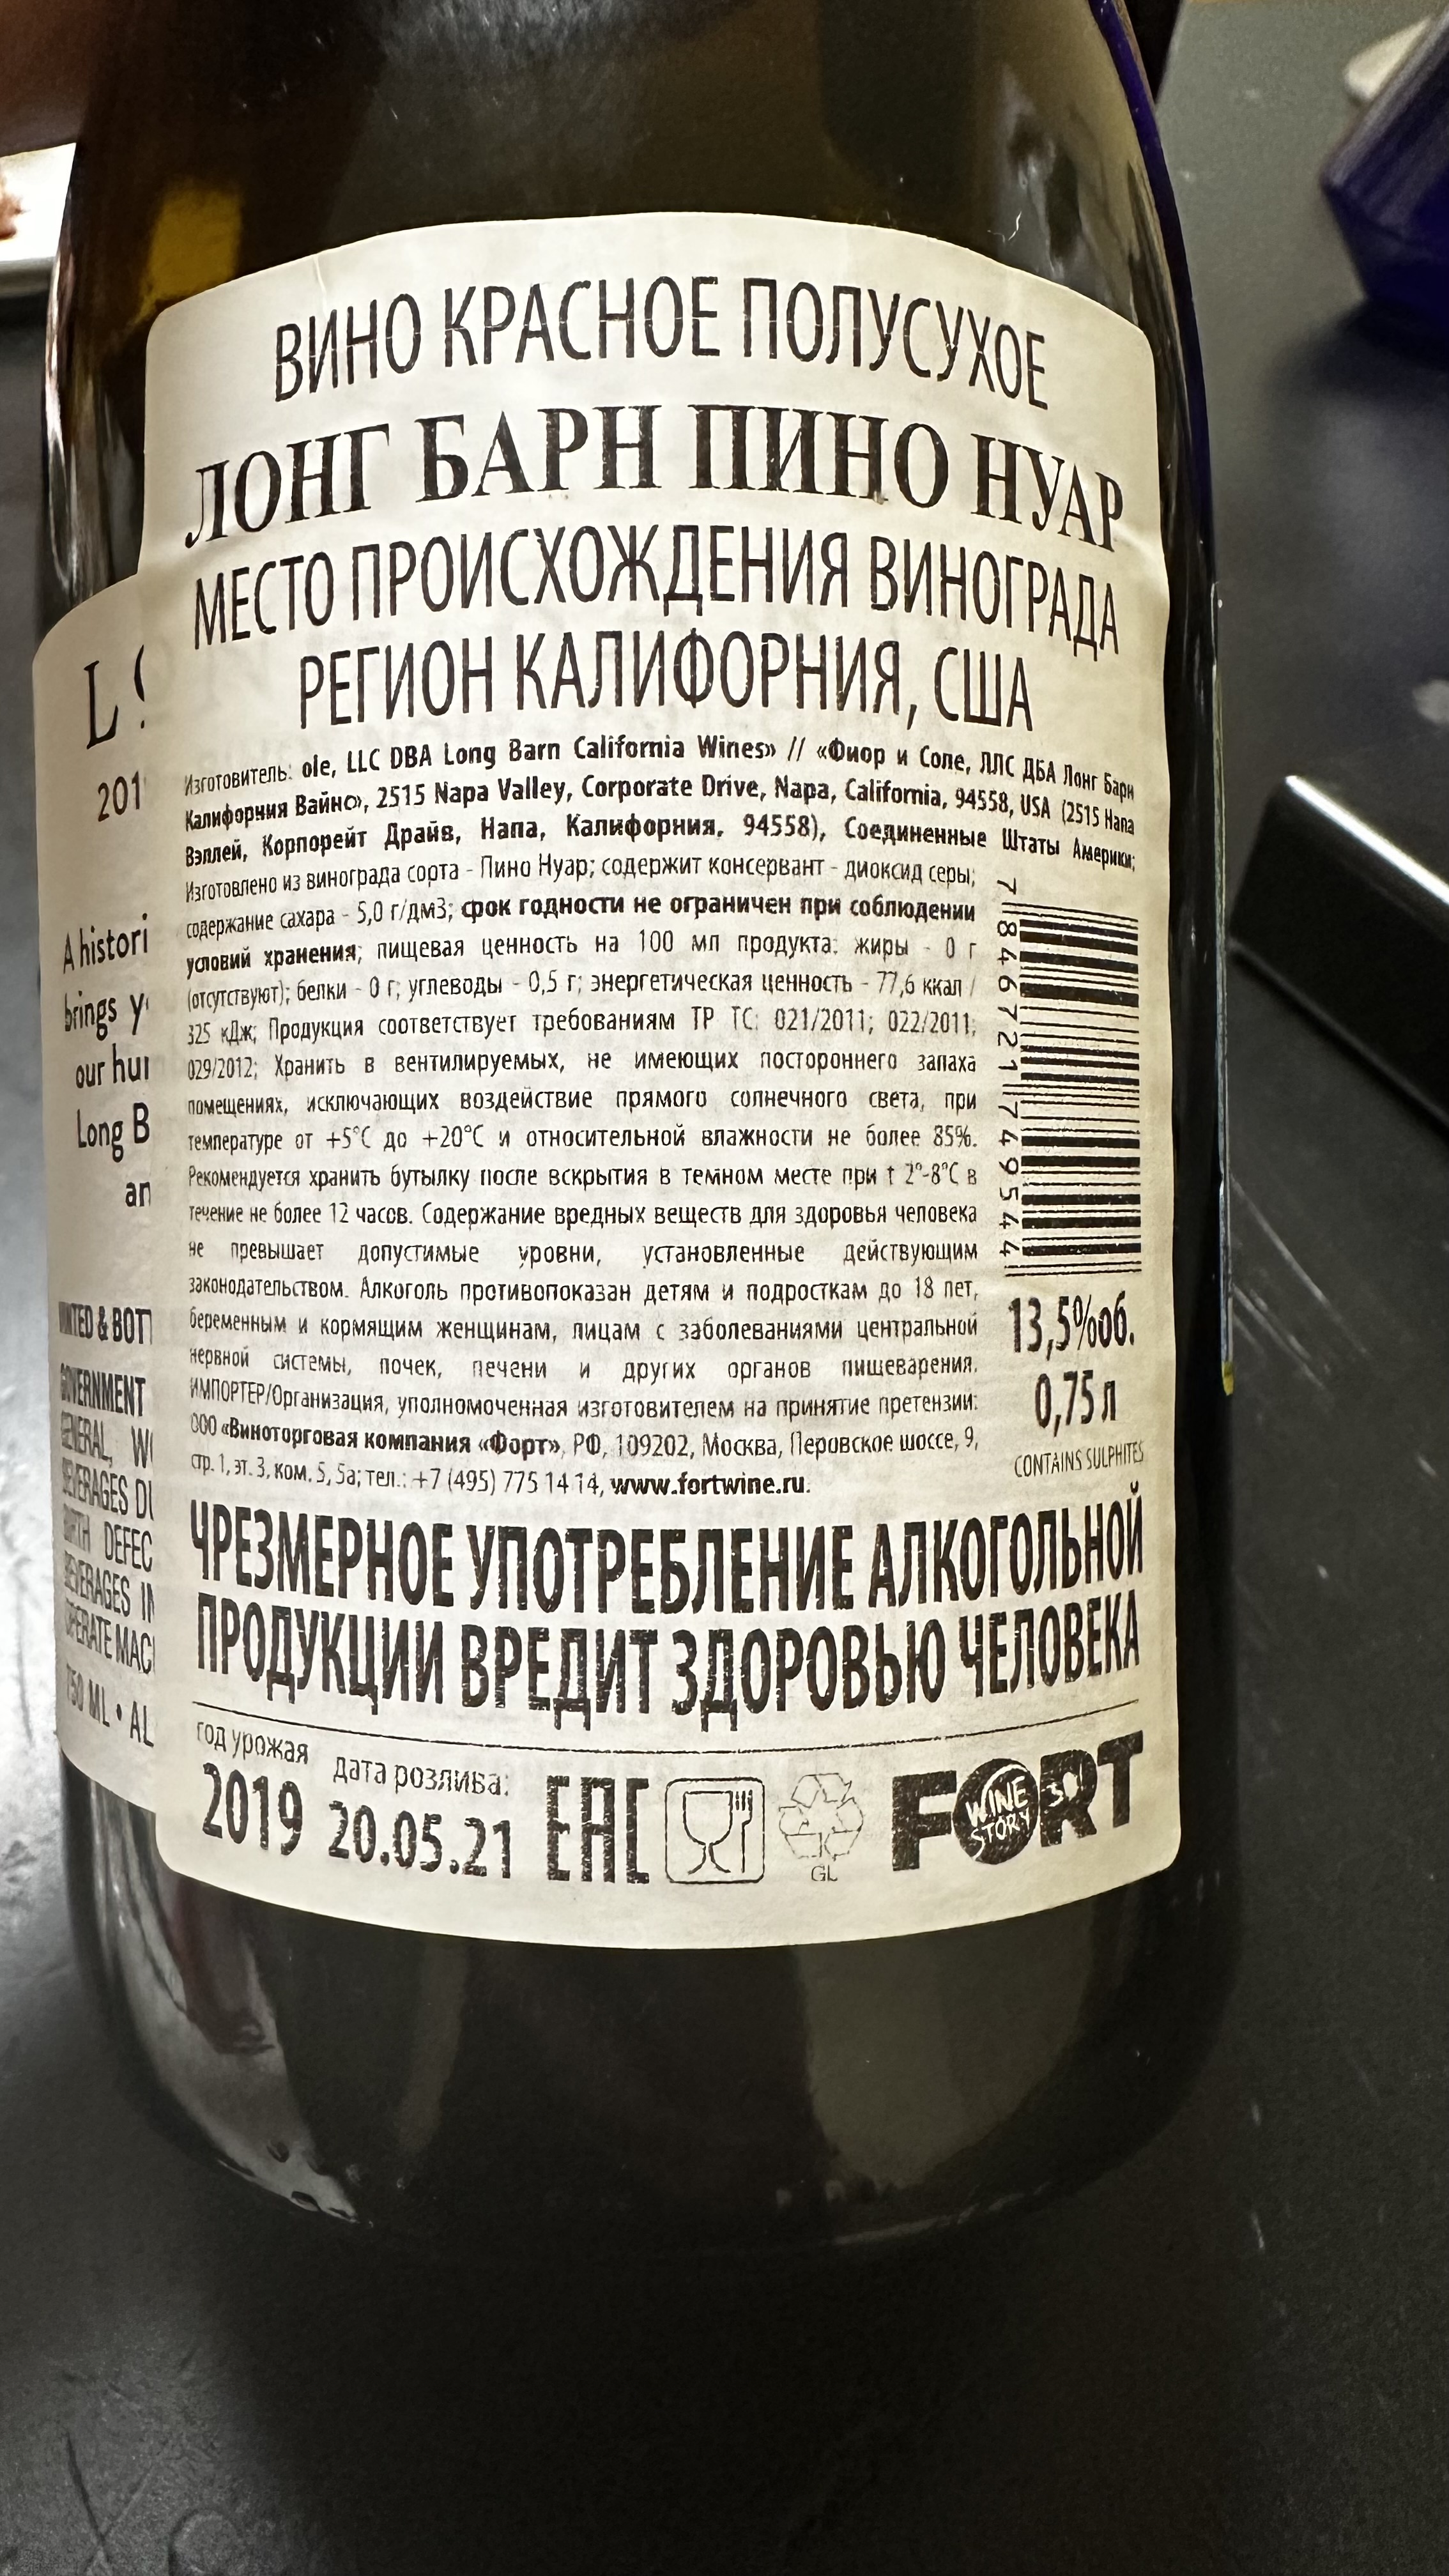 ВИНО КРАСНОЕ ПОЛУСУХОЕ
ЛОНГ БАРН ПИНО НУАР
МЕСТО ПРОИСХОЖДЕНИЯ ВИНОГРАДА
РЕГИОН КАЛИФОРНИЯ, США
Изготовитель: ole, LLC DBA Long Barn California Wines» // «Фиор и Соле, ЛЛС ДБА Лонг Барн
Калифорния Вайнс», 2515 Napa Valley, Corporate Drive, Napa, California, 94558, USA (2515 Напа
Вэллей, Корпорейт Драйв, Напа, Калифорния, 94558), Соединенные Штаты Америки;
Изготовлено из винограда сорта - Пино Нуар; содержит консервант - диоксид серы;
содержание сахара - 5,0 г/дм3; срок годности не ограничен при соблюдении
условий хранения; пищевая ценность на 100 мл продукта: жиры - 0 г
(отсутствуют); белки - 0 г; углеводы - 0,5 г; энергетическая ценность - 77,6 ккал /
325 кДж; Продукция соответствует требованиям ТР ТС: 021/2011; 022/2011;
029/2012; Хранить в вентилируемых, не имеющих постороннего запаха
помещениях, исключающих воздействие прямого солнечного света, при
температуре от +5°С до +20°С и относительной влажности не более 85%.
Рекомендуется хранить бутылку после вскрытия в темном месте при t 2°-8°С в
течение не более 12 часов. Содержание вредных веществ для здоровья человека
не превышает допустимые уровни, установленные действующим
законодательством. Алкоголь противопоказан детям и подросткам до 18 лет,
беременным и кормящим женщинам, лицам с заболеваниями центральной
нервной системы, почек, печени и других органов пищеварения.
ИМПОРТЕР/Организация, уполномоченная изготовителем на принятие претензии:
ООО «Виноторговая компания «Форт», РФ, 109202, Москва, Перовское шоссе, 9,
стр. 1, эт. 3, ком. 5, 5а; тел.: +7 (495) 775 14 14, www.fortwine.ru.
7 84672 174954 4
13,5%об.
0,75 л
CONTAINS SULPHITES
ЧРЕЗМЕРНОЕ УПОТРЕБЛЕНИЕ АЛКОГОЛЬНОЙ
ПРОДУКЦИИ ВРЕДИТ ЗДОРОВЬЮ ЧЕЛОВЕКА
год урожая
2019
дата розлива:
20.05.21
EAC
GL
FORT
WINE
STORY
L
201
A histori
brings y
our hu
Long B
an
& BOTT
GOVERNMENT
GENERAL, W
BEVERAGES DU
BIRTH DEFEC
BEVERAGES IN
OPERATE MAC
750 ML • AL